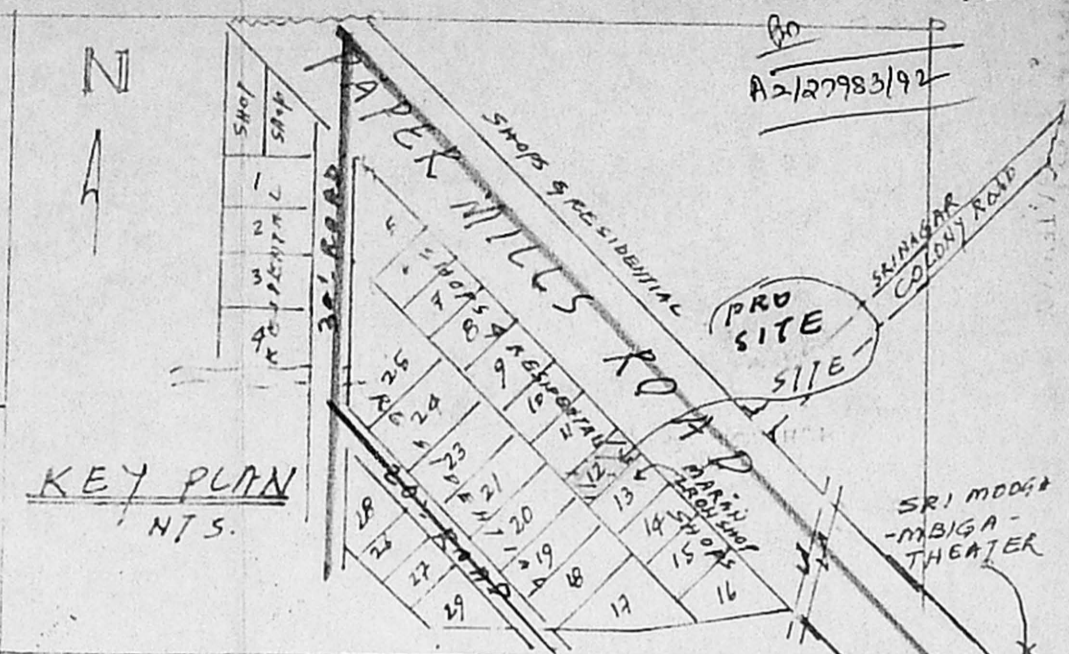 N
A2/27983/92
PAPER MILLS ROAD
SHOPS & RESIDENTIAL
SRINAGAR
COLONY ROAD
PRO
SITE
SITE
SHOP
SHOP
1
2
3
4
30'-ROAD
SHOPS & RESIDENTIAL
7
8
9
10
11
12
13
14
15
16
MARIAN
IRON SHOP
SHOPS
RESIDENTIAL
25
24
23
21
20
19
18
17
20'-ROAD
28
26
27
29
KEY PLAN
NTS.
SRI MOOGA
-MBIGA-
THEATER